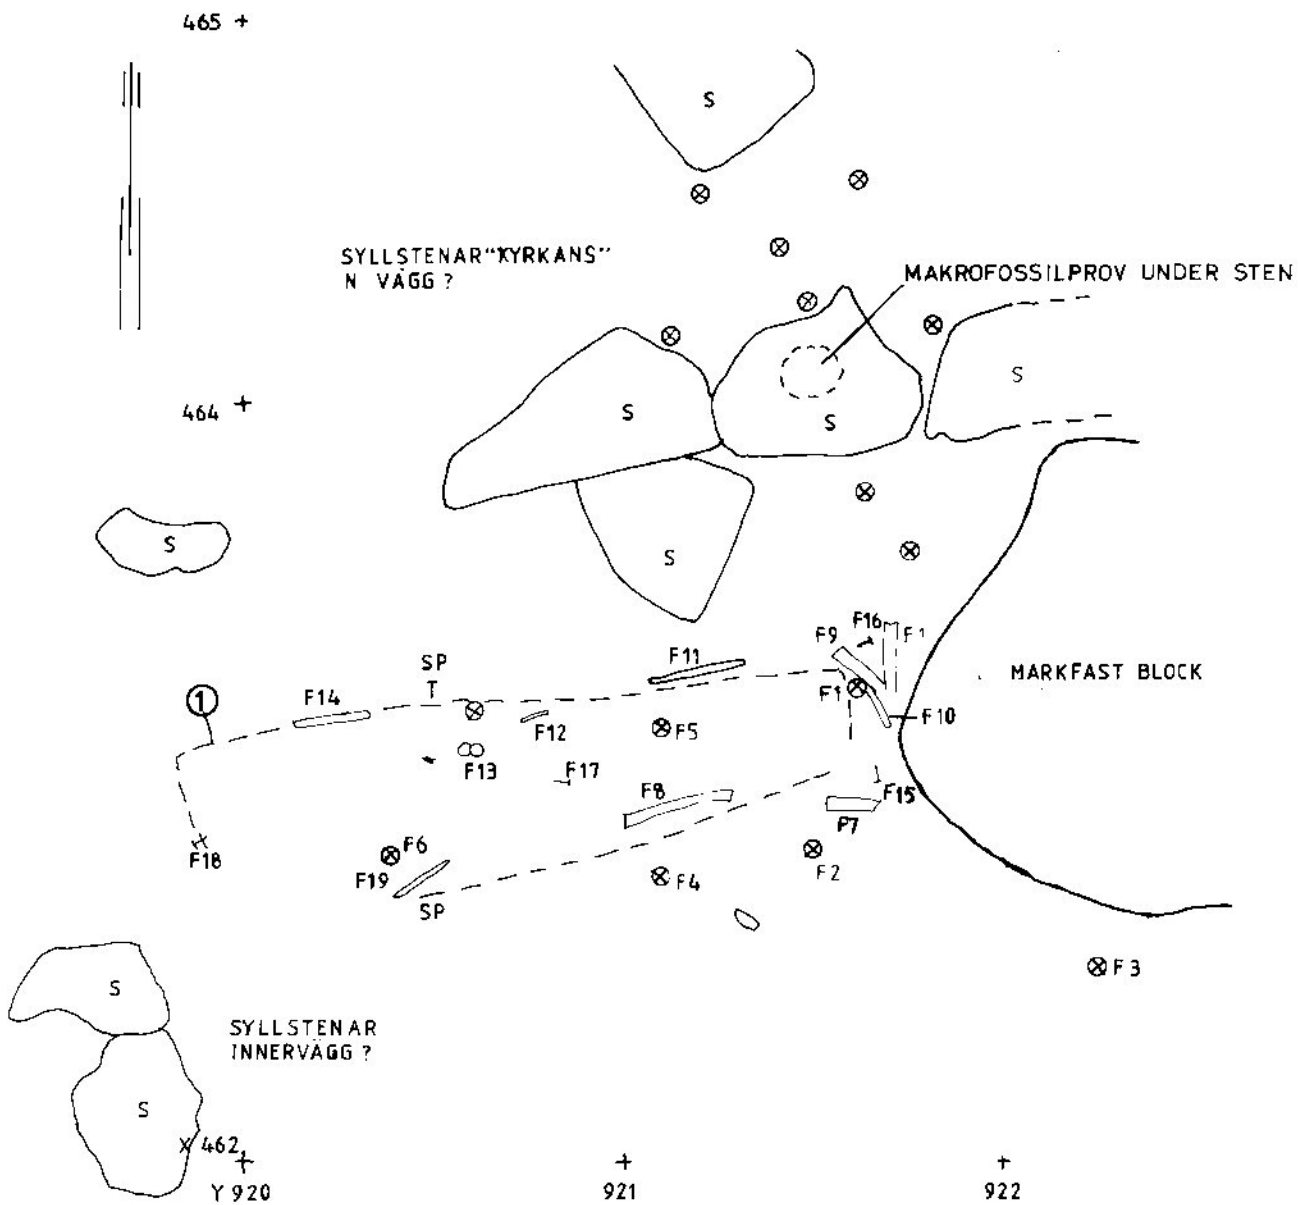 465
S
SYLLSTENAR "KYRKANS"
N VÄGG ?
MAKROFOSSILPROV UNDER STEN
S
464
S
S
S
S
F16
F1
F9
SP
T
F11
MARKFAST BLOCK
1
F14
F1
F10
F12
F5
F13
F17
F8
F15
F7
F6
F18
F2
F19
F4
SP
F3
S
SYLLSTENAR
INNERVÄGG ?
S
X 462
Y 920
921
922